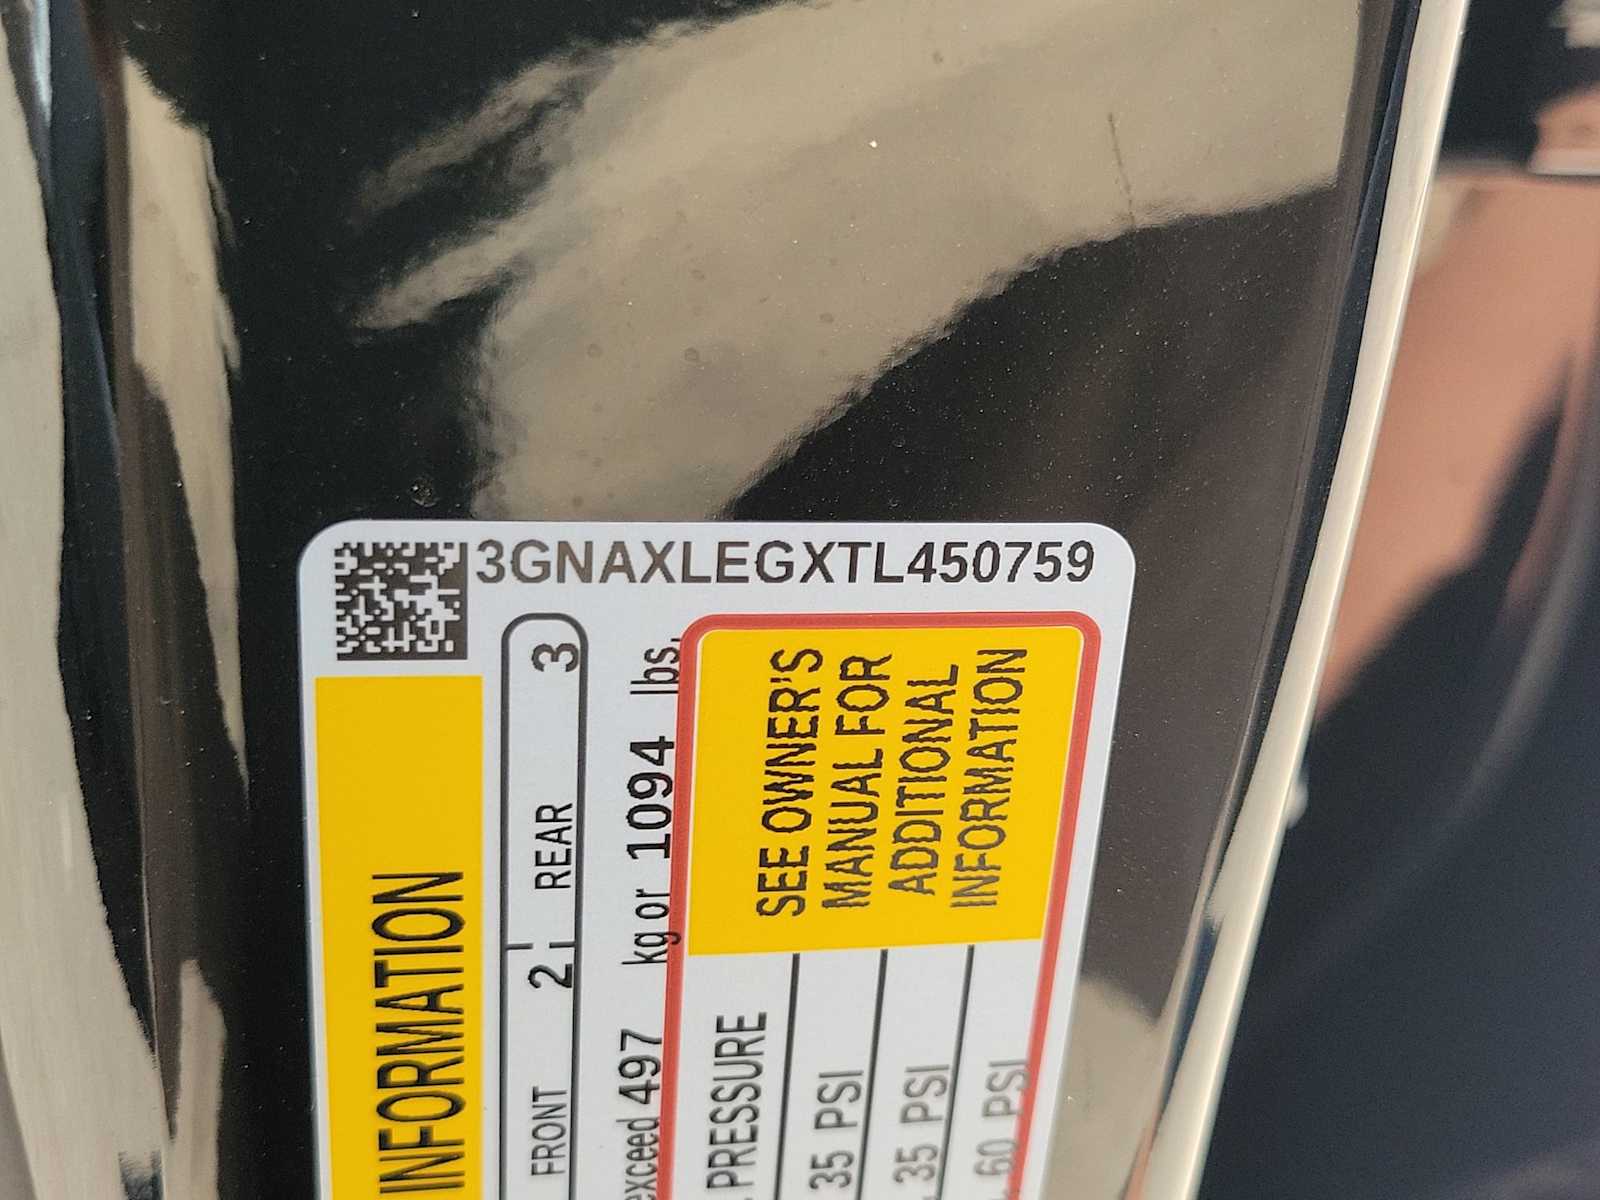 3GNAXLEGXTL450759
INFORMATION
FRONT 2 REAR 3
exceed 497 kg or 1094 lbs.
PRESSURE
35 PSI
35 PSI
60 PSI
SEE OWNER'S
MANUAL FOR
ADDITIONAL
INFORMATION